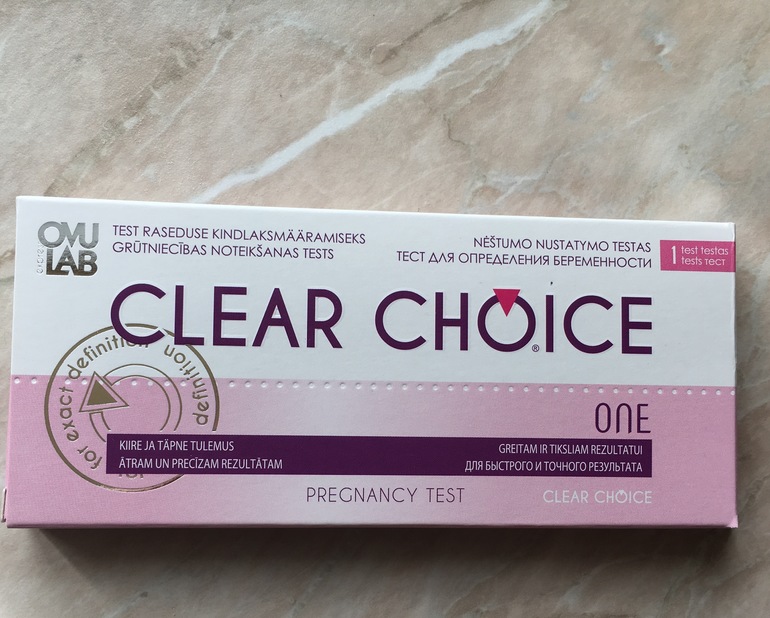 OVU
LAB
TEST RASEDUSE KINDLAKSMÄÄRAMISEKS
GRŪTNIECĪBAS NOTEIKŠANAS TESTS
NĖŠTUMO NUSTATYMO TESTAS
ТЕСТ ДЛЯ ОПРЕДЕЛЕНИЯ БЕРЕМЕННОСТИ
1 test testas
tests тест
CLEAR CHOICE®
for exact definition
definition
ONE
KIIRE JA TÄPNE TULEMUS
ĀTRAM UN PRECĪZAM REZULTĀTAM
GREITAM IR TIKSLIAM REZULTATUI
ДЛЯ БЫСТРОГО И ТОЧНОГО РЕЗУЛЬТАТА
for
PREGNANCY TEST
CLEAR CHOICE